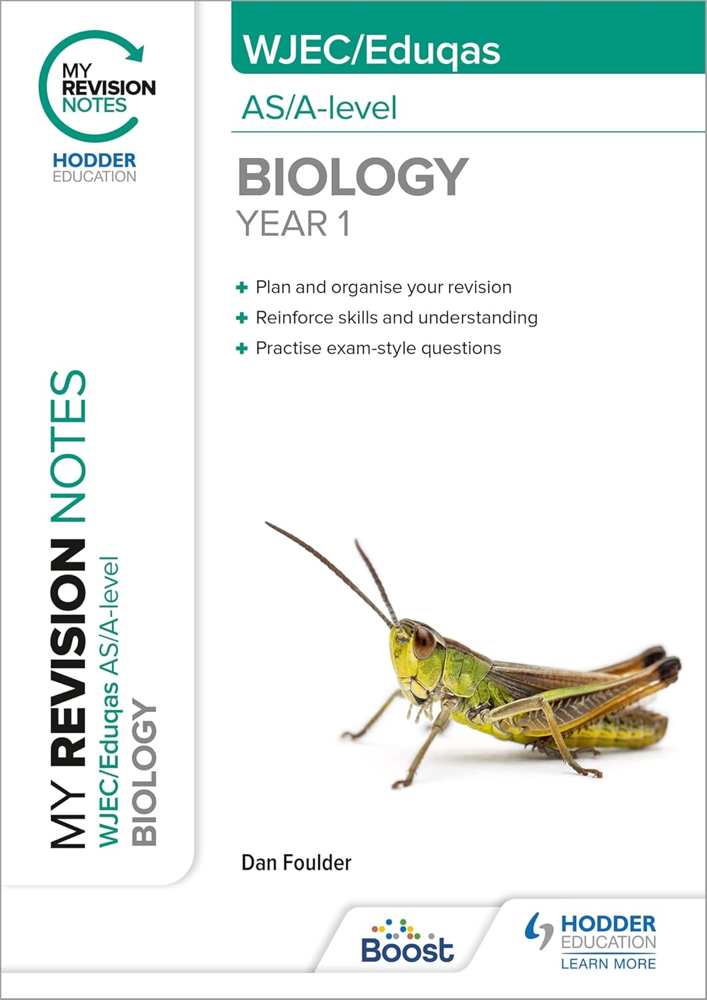 MY
REVISION
NOTES
HODDER
EDUCATION
WJEC/Eduqas
AS/A-level
BIOLOGY
YEAR 1
Plan and organise your revision
Reinforce skills and understanding
Practise exam-style questions
MY REVISION NOTES
WJEC/Eduqas AS/A-level
BIOLOGY
Dan Foulder
Boost
HODDER
EDUCATION
LEARN MORE